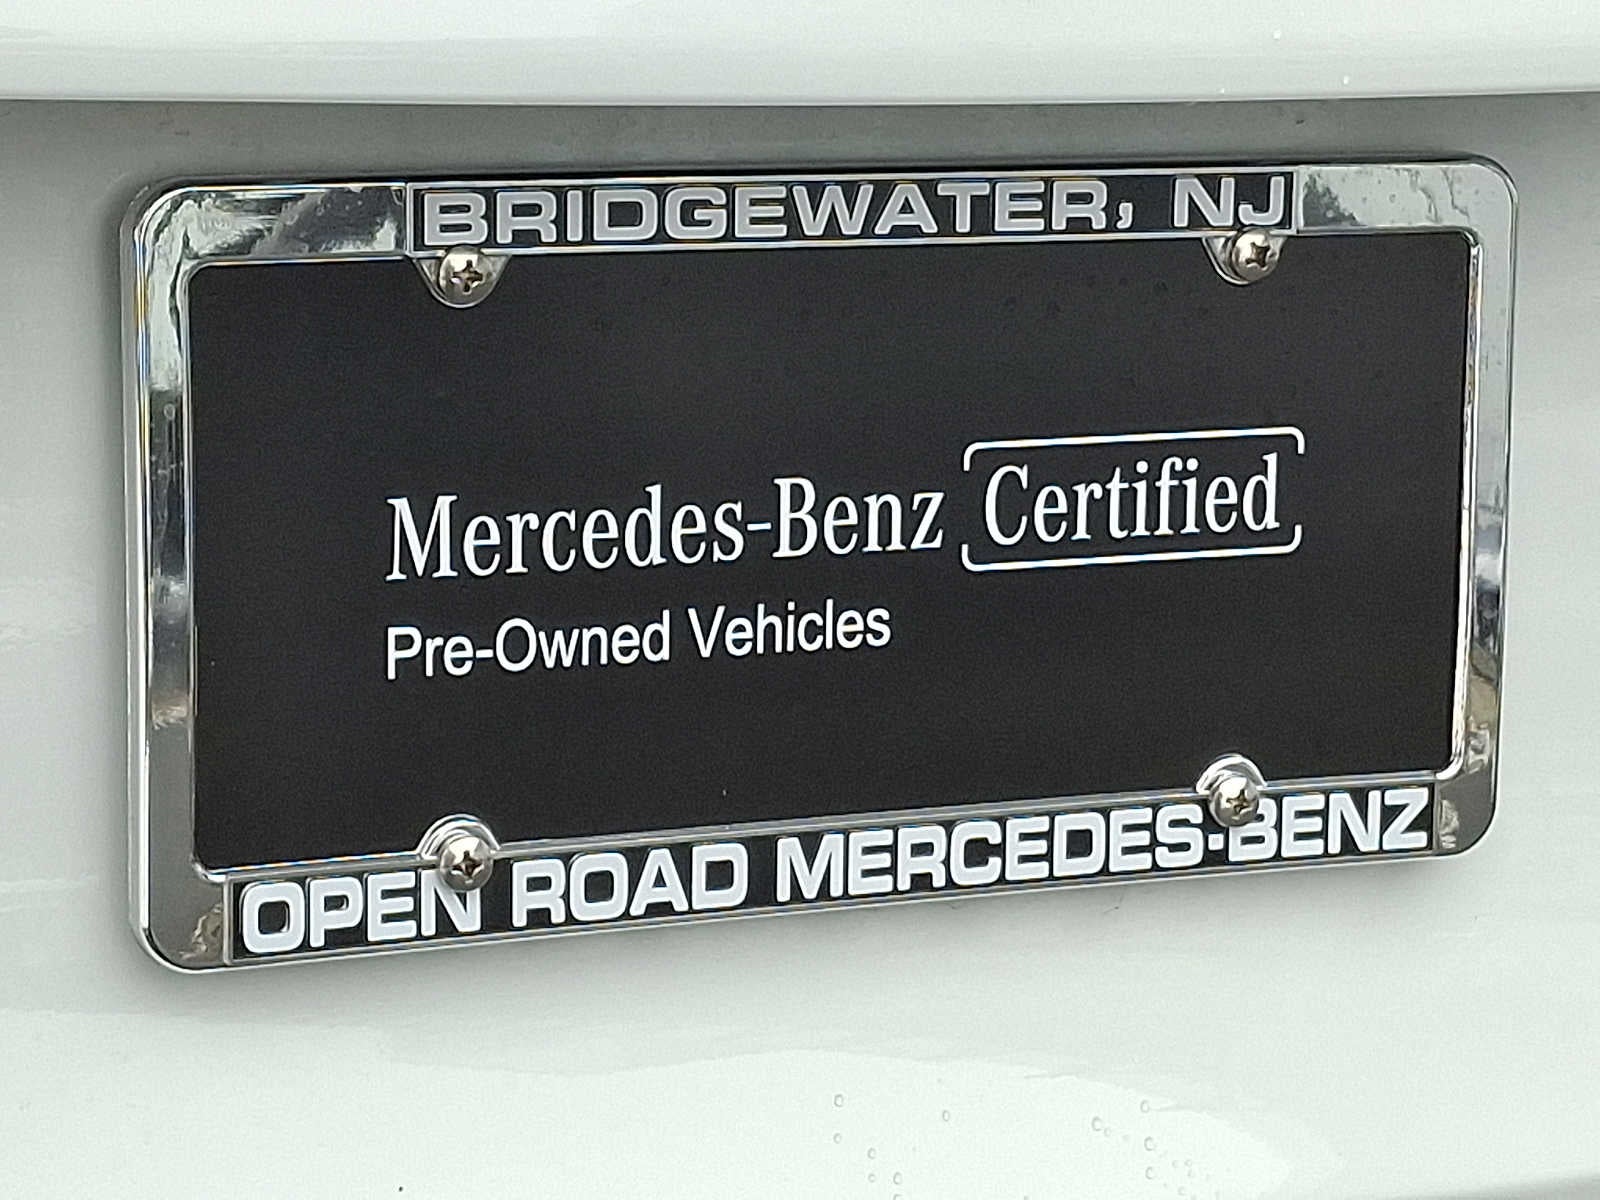 BRIDGEWATER, NJ
Mercedes-Benz Certified
Pre-Owned Vehicles
OPEN ROAD MERCEDES-BENZ